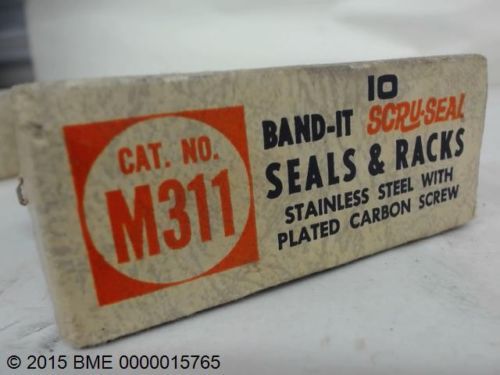 CAT. NO.
M311
10
BAND-IT SCRU-SEAL
SEALS & RACKS
STAINLESS STEEL WITH
PLATED CARBON SCREW
© 2015 BME 0000015765